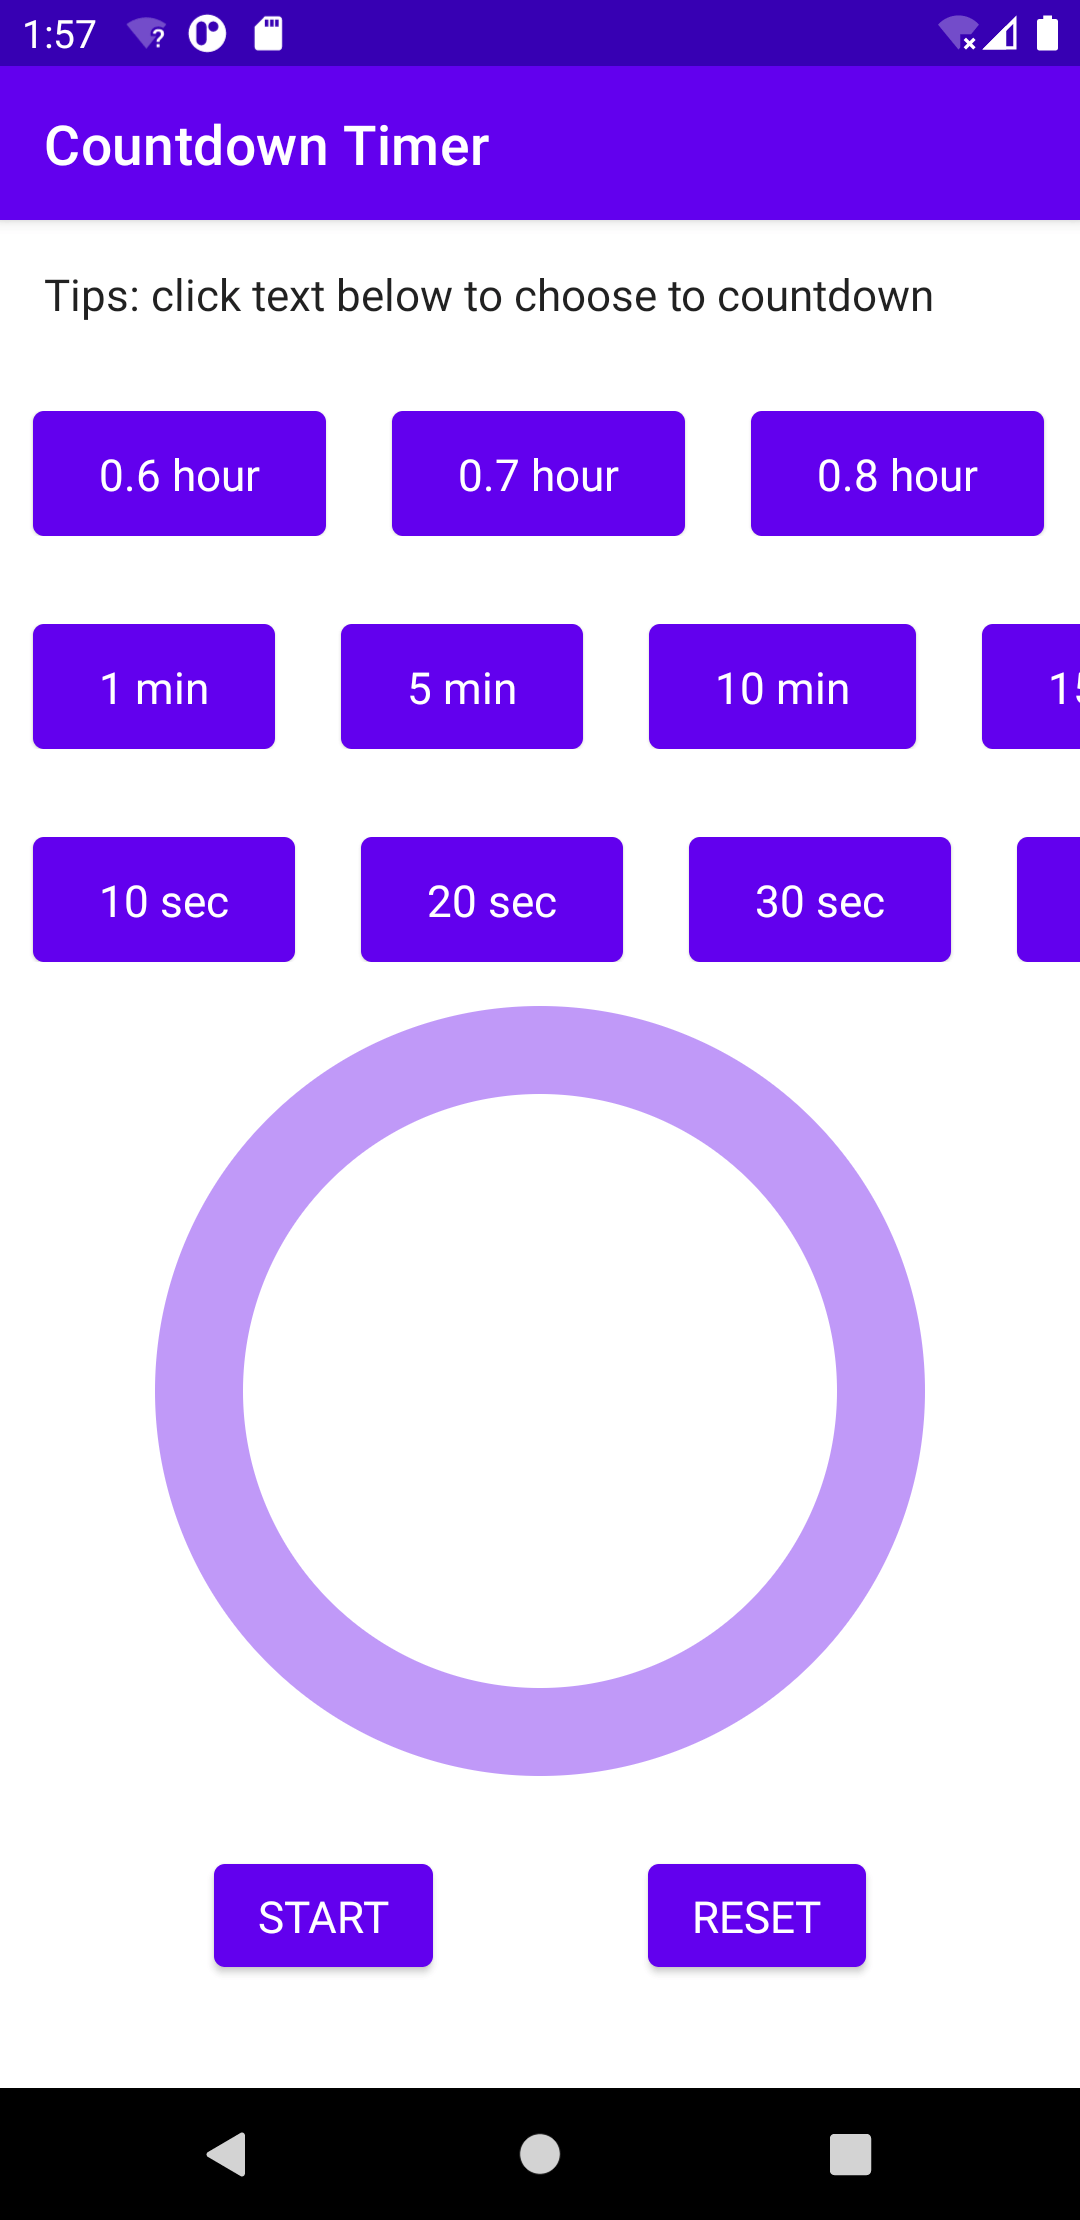 1:57
Countdown Timer
Tips: click text below to choose to countdown
0.6 hour 0.7 hour 0.8 hour
1 min 5 min 10 min
10 sec 20 sec 30 sec
START RESET